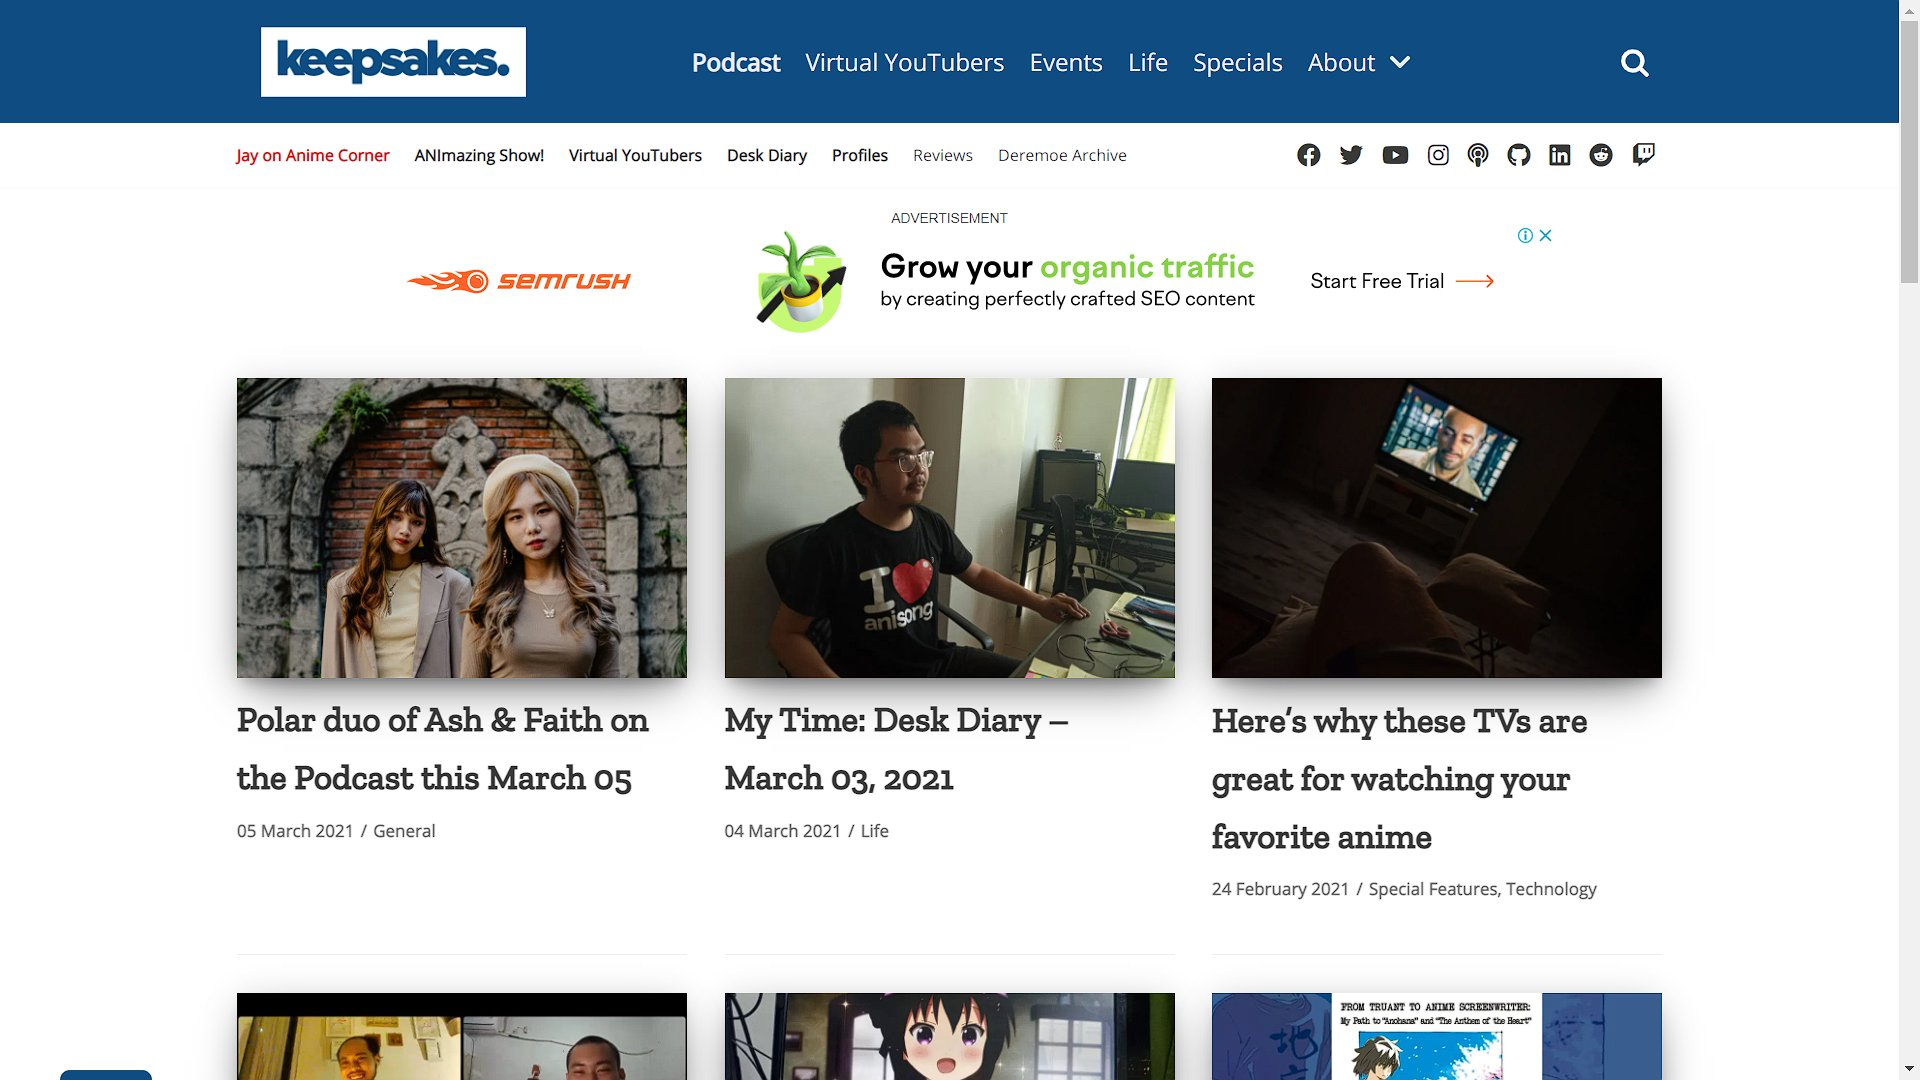 keepsakes.
Podcast Virtual YouTubers Events Life Specials About
Jay on Anime Corner ANImazing Show! Virtual YouTubers Desk Diary Profiles Reviews Deremoe Archive
ADVERTISEMENT
SEMRUSH
Grow your organic traffic
by creating perfectly crafted SEO content
Start Free Trial
I
anisong
Polar duo of Ash & Faith on
the Podcast this March 05
05 March 2021 / General
My Time: Desk Diary –
March 03, 2021
04 March 2021 / Life
Here's why these TVs are
great for watching your
favorite anime
24 February 2021 / Special Features, Technology
FROM TRUANT TO ANIME SCREENWRITER:
My Path to "Anohana" and "The Anthem of the Heart"